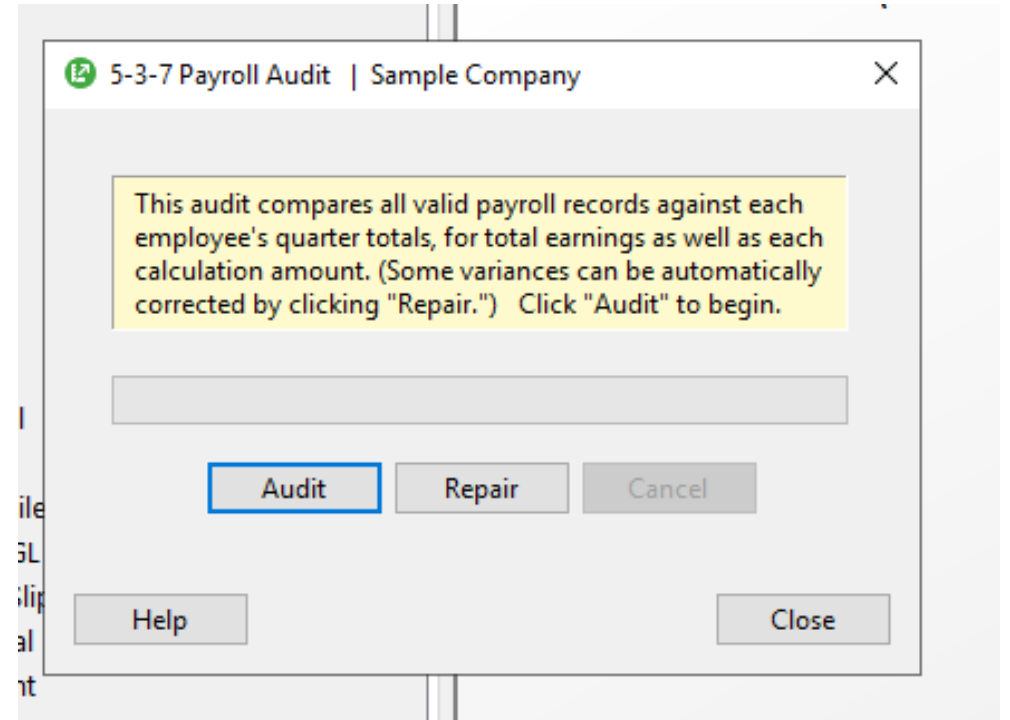 5-3-7 Payroll Audit | Sample Company
This audit compares all valid payroll records against each
employee's quarter totals, for total earnings as well as each
calculation amount. (Some variances can be automatically
corrected by clicking "Repair.") Click "Audit" to begin.
Audit Repair Cancel
Help Close